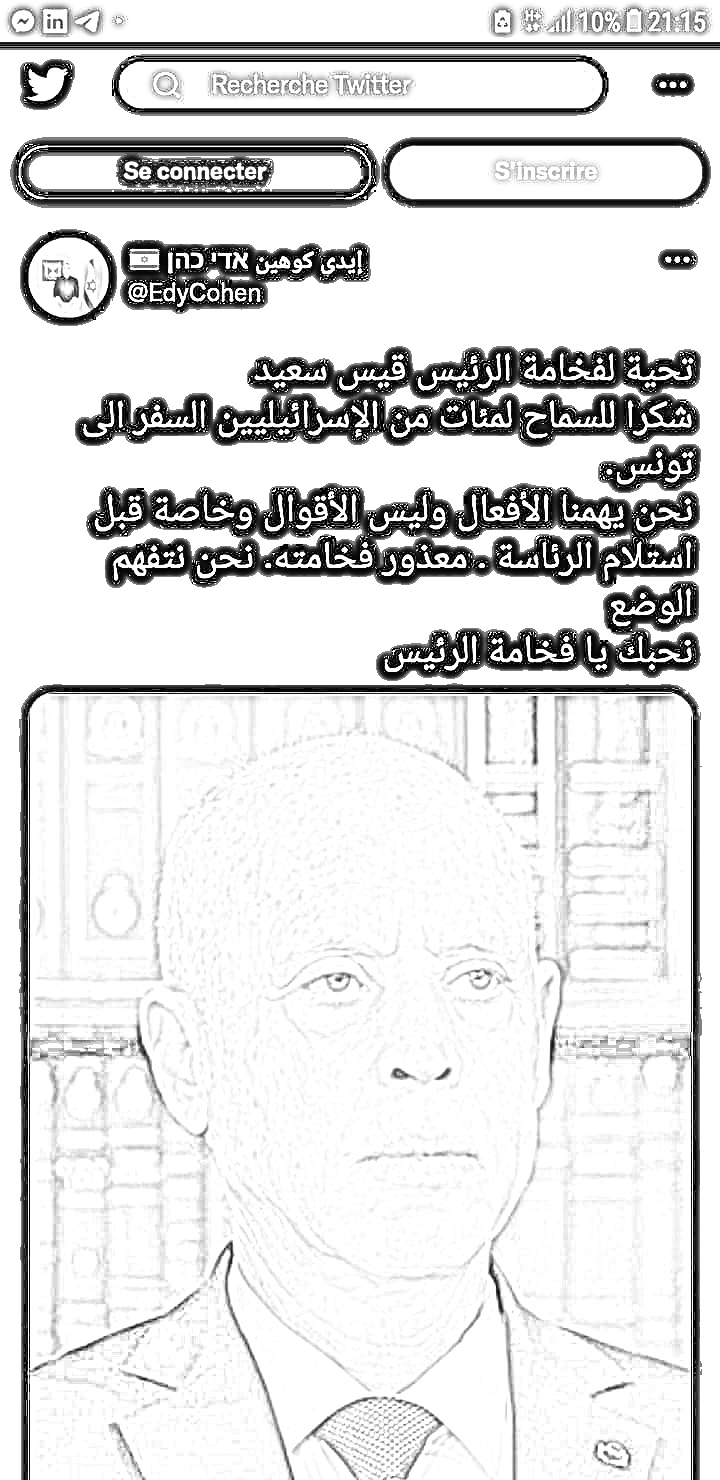 10% 21:15
Recherche Twitter
Se connecter
S'inscrire
إيدي كوهين אדי כהן
@EdyCohen
تحية لفخامة الرئيس قيس سعيد
شكرا للسماح لمئات من الإسرائيليين السفر الى
تونس.
نحن يهمنا الأفعال وليس الأقوال وخاصة قبل
استلام الرئاسة . معذور فخامته. نحن نتفهم
الوضع
نحبك يا فخامة الرئيس